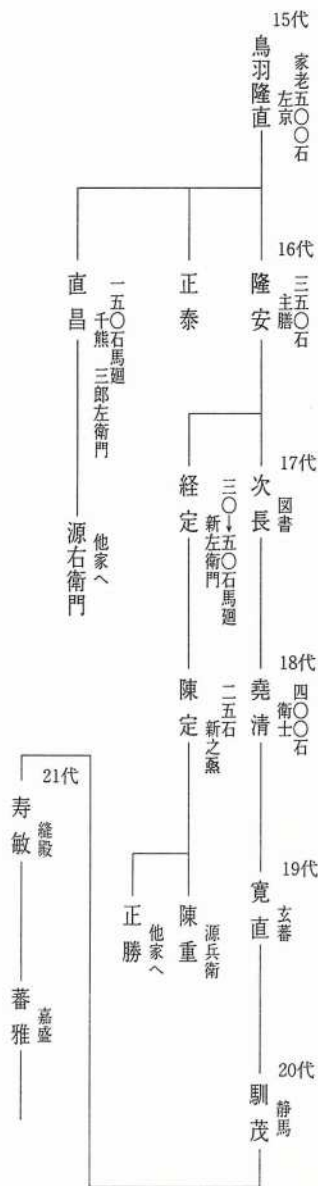 15代
鳥羽隆直
家老五〇〇石
左京
16代
隆安
三五〇石
主膳
正泰
直昌
一五〇石馬廻
千熊 三郎左衛門
源右衛門
他家へ
17代
次長
図書
経定
三〇→五〇石馬廻
新左衛門
18代
堯清
四〇〇石
衛士
陳定
二五石
新之烝
19代
寛直
玄蕃
陳重
源兵衛
正勝
他家へ
20代
馴茂
静馬
21代
寿敏
縫殿
蕃雅
嘉盛